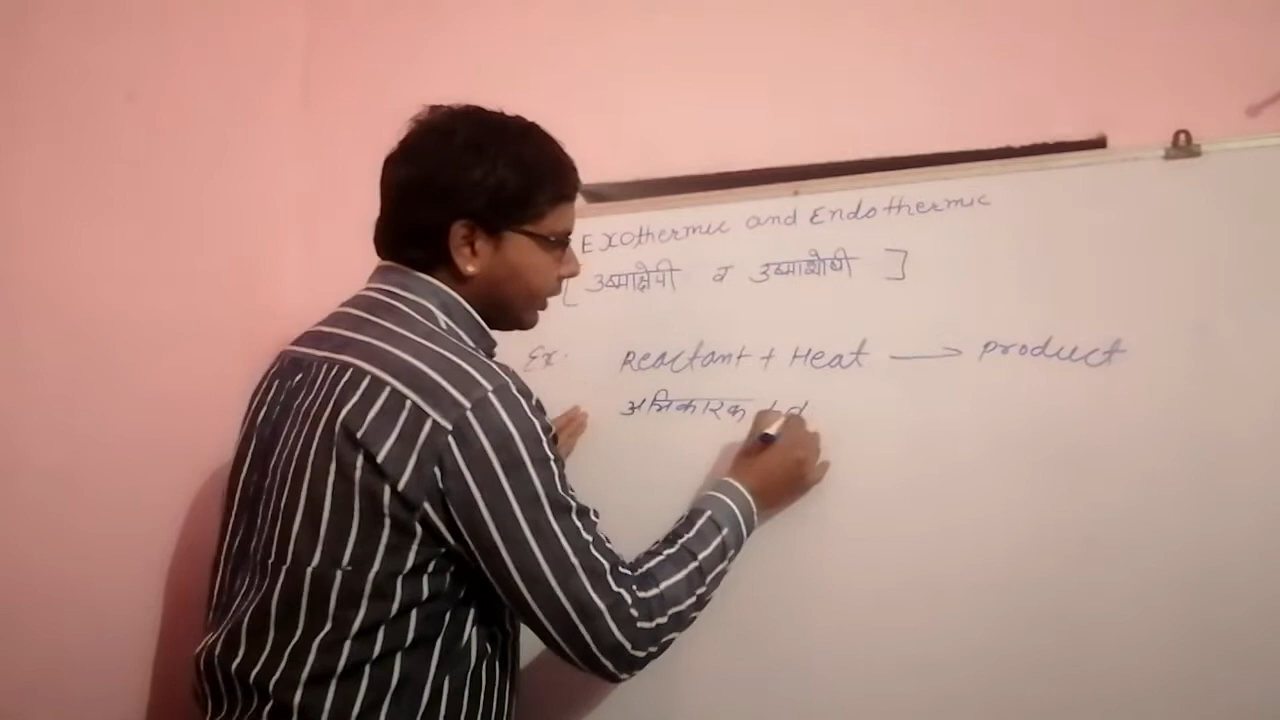 Exothermic and Endothermic
[उष्माक्षेपी व उष्माशोषी ]
Ex. Reactant + Heat ⟶ Product
अभिकारक +